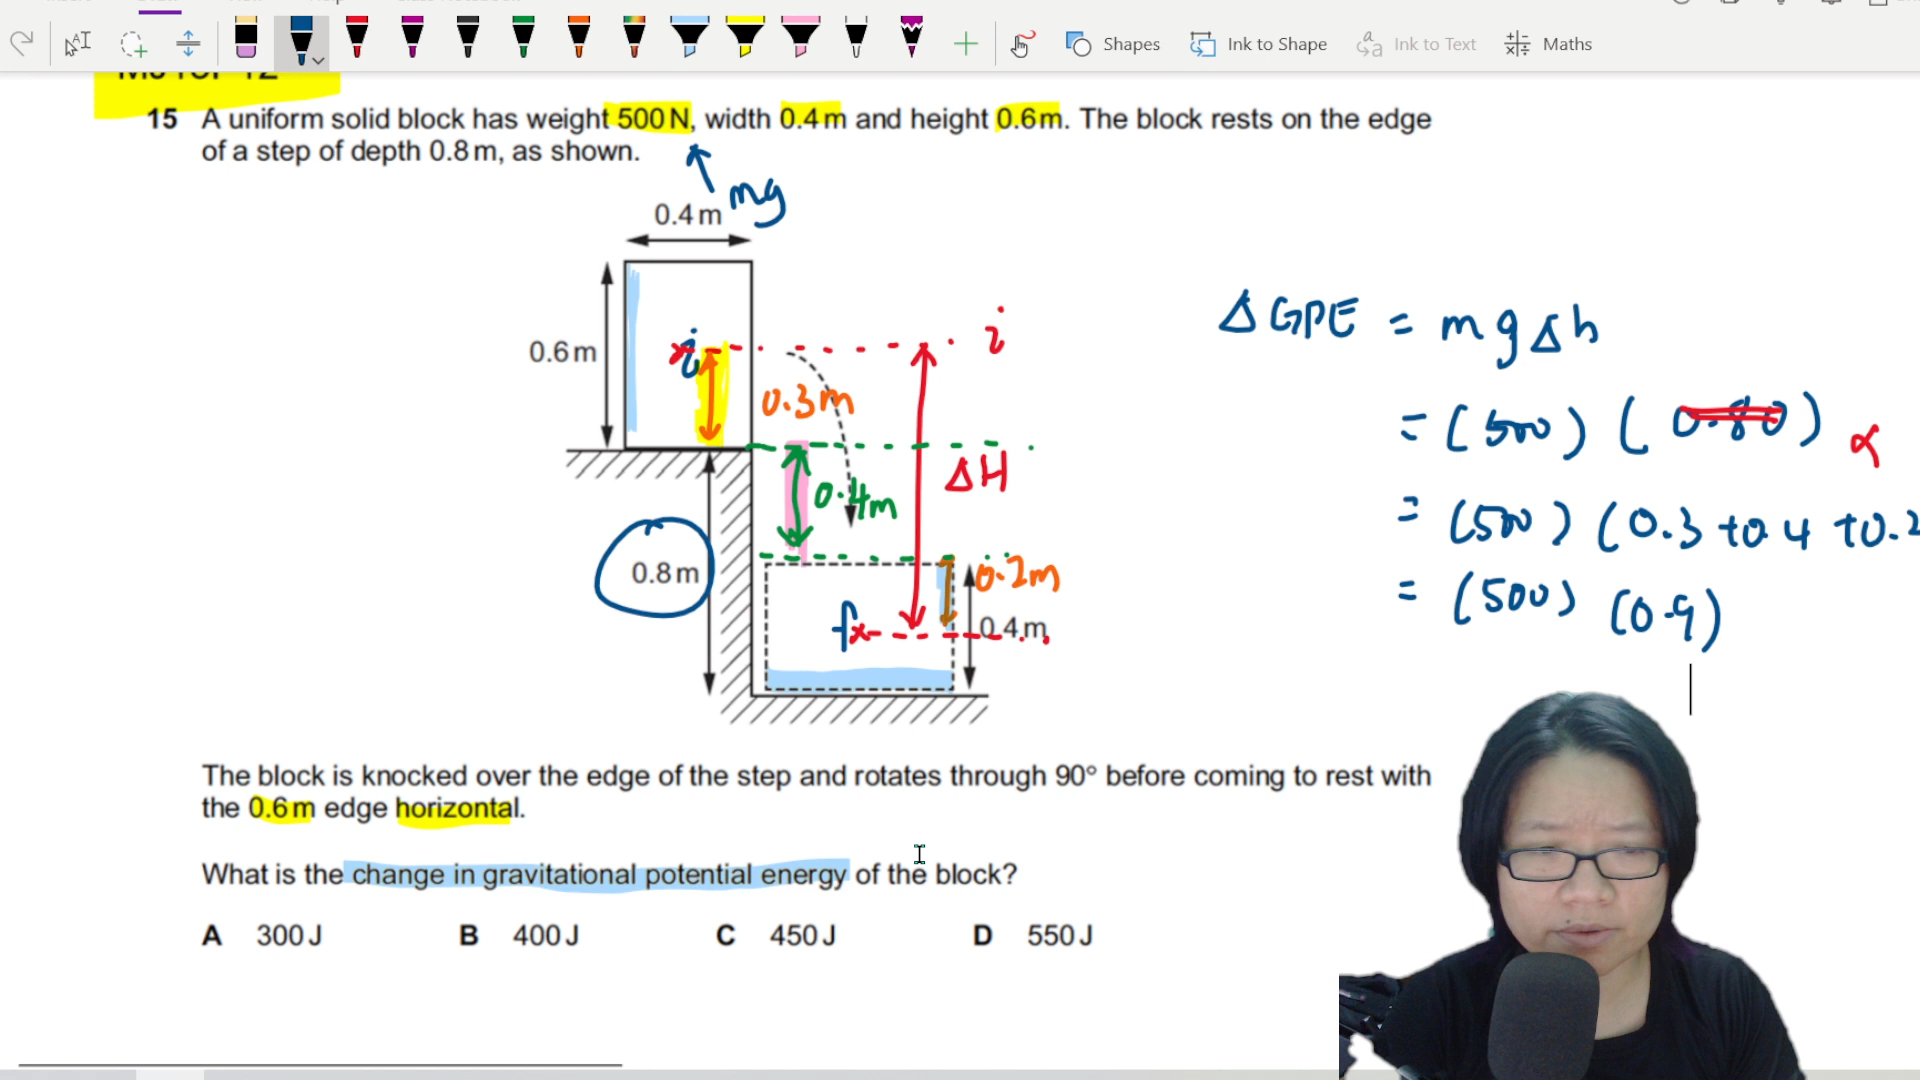 Shapes
Link to Shape
Link to Text
Maths
15 A uniform solid block has weight 500 N, width 0.4 m and height 0.6 m. The block rests on the edge
of a step of depth 0.8 m, as shown.
mg
0.4 m
0.6 m
i
i
0.3m
ΔH
0.4m
0.8 m
0.2m
f
0.4 m
Δ GPE = mgΔh
= (500) (0.80)
= (500) (0.3 + 0.4 + 0.2
= (500) (0.9)
The block is knocked over the edge of the step and rotates through 90° before coming to rest with
the 0.6 m edge horizontal.
What is the change in gravitational potential energy of the block?
A 300 J B 400 J C 450 J D 550 J